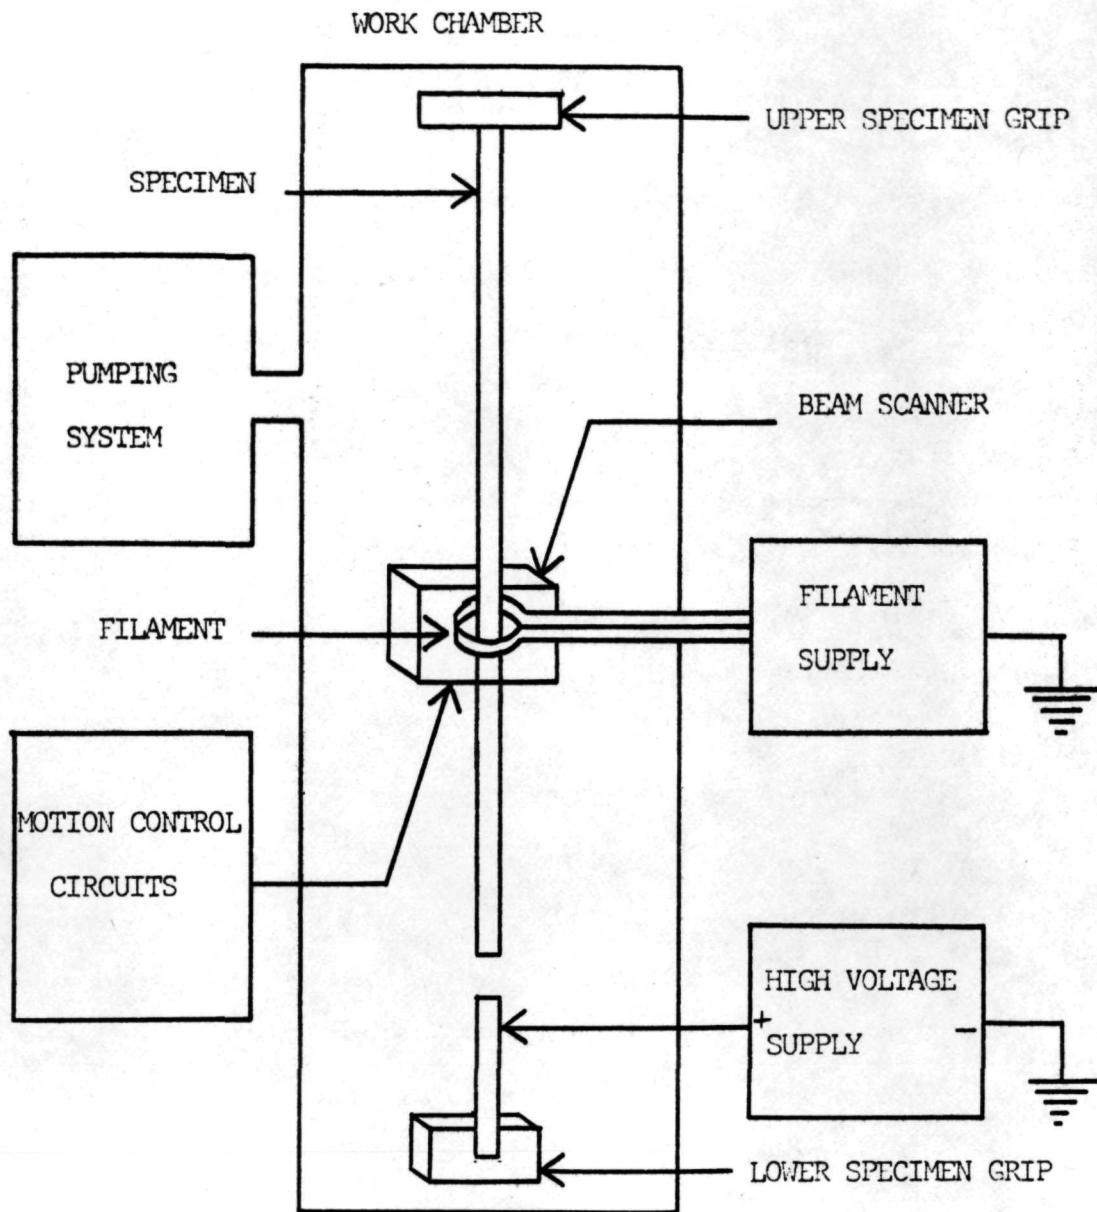 WORK CHAMBER
UPPER SPECIMEN GRIP
SPECIMEN
PUMPING
SYSTEM
BEAM SCANNER
FILAMENT
SUPPLY
FILAMENT
MOTION CONTROL
CIRCUITS
HIGH VOLTAGE
+
SUPPLY
-
LOWER SPECIMEN GRIP